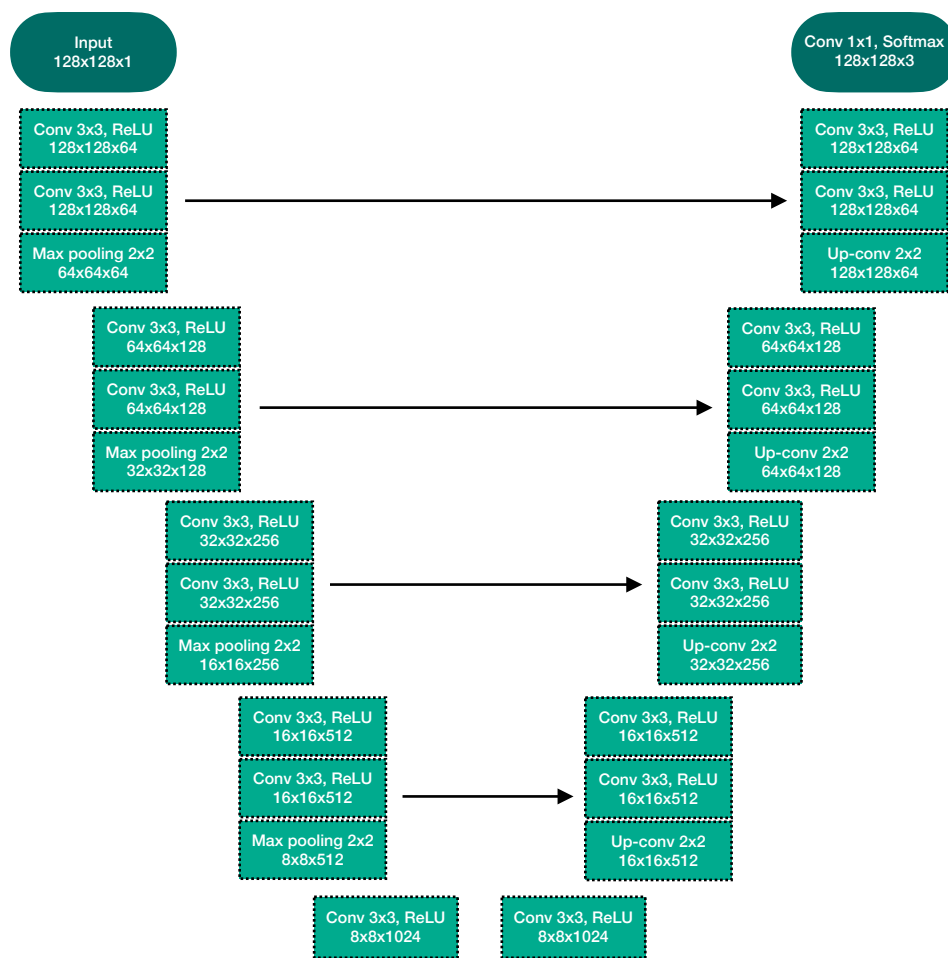 Input
128x128x1
Conv 3x3, ReLU
128x128x64
Conv 3x3, ReLU
128x128x64
Max pooling 2x2
64x64x64
Conv 3x3, ReLU
64x64x128
Conv 3x3, ReLU
64x64x128
Max pooling 2x2
32x32x128
Conv 3x3, ReLU
32x32x256
Conv 3x3, ReLU
32x32x256
Max pooling 2x2
16x16x256
Conv 3x3, ReLU
16x16x512
Conv 3x3, ReLU
16x16x512
Max pooling 2x2
8x8x512
Conv 3x3, ReLU
8x8x1024
Conv 3x3, ReLU
8x8x1024
Conv 1x1, Softmax
128x128x3
Conv 3x3, ReLU
128x128x64
Conv 3x3, ReLU
128x128x64
Up-conv 2x2
128x128x64
Conv 3x3, ReLU
64x64x128
Conv 3x3, ReLU
64x64x128
Up-conv 2x2
64x64x128
Conv 3x3, ReLU
32x32x256
Conv 3x3, ReLU
32x32x256
Up-conv 2x2
32x32x256
Conv 3x3, ReLU
16x16x512
Conv 3x3, ReLU
16x16x512
Up-conv 2x2
16x16x512